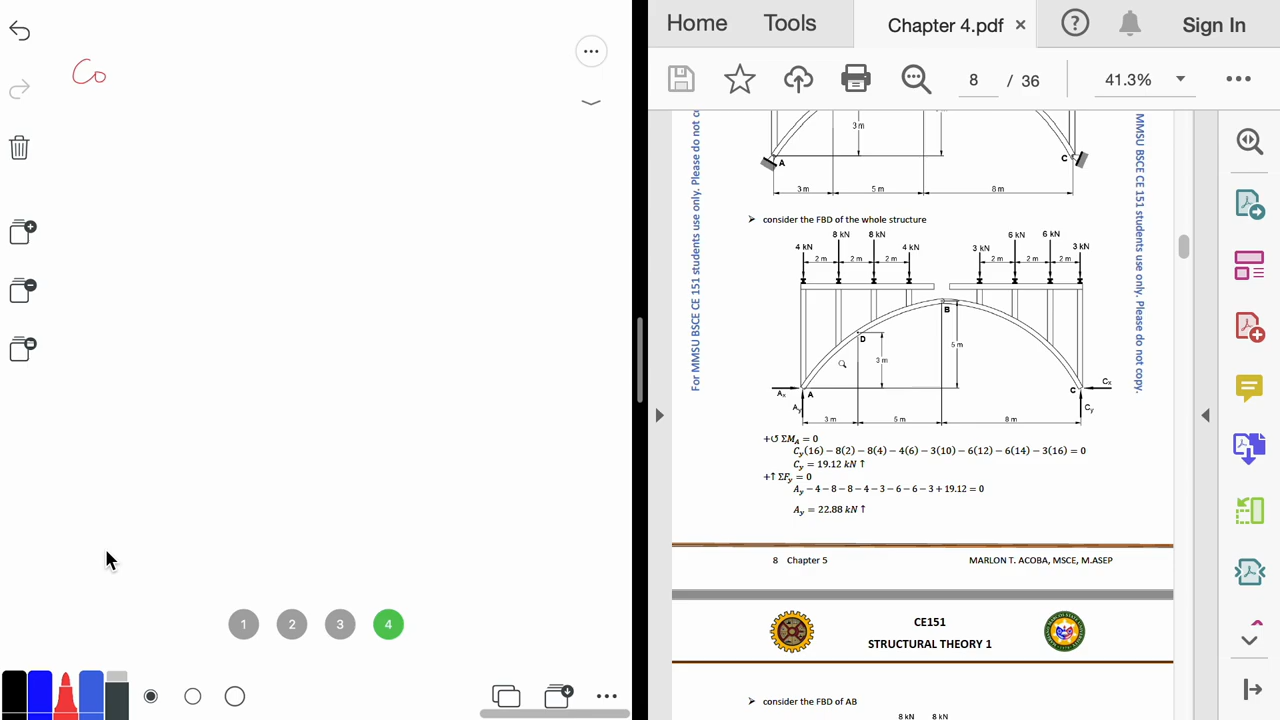 Co
1 2 3 4
Home Tools Chapter 4.pdf × Sign In
8 / 36 41.3%
For MMSU BSCE CE 151 students use only. Please do not c
MMSU BSCE CE 151 students use only. Please do not copy.
3 m
A C
3 m 5 m 8 m
➢ consider the FBD of the whole structure
8 kN 8 kN 6 kN 6 kN
4 kN 4 kN 3 kN 3 kN
2 m 2 m 2 m 2 m 2 m 2 m
B
D
3 m 5 m
Ax A C Cx
Ay Cy
3 m 5 m 8 m
+↺ ΣM_A = 0
C_y(16) − 8(2) − 8(4) − 4(6) − 3(10) − 6(12) − 6(14) − 3(16) = 0
C_y = 19.12 kN ↑
+↑ ΣF_y = 0
A_y − 4 − 8 − 8 − 4 − 3 − 6 − 6 − 3 + 19.12 = 0
A_y = 22.88 kN ↑
8 Chapter 5 MARLON T. ACOBA, MSCE, M.ASEP
CE151
STRUCTURAL THEORY 1
➢ consider the FBD of AB
8 kN 8 kN